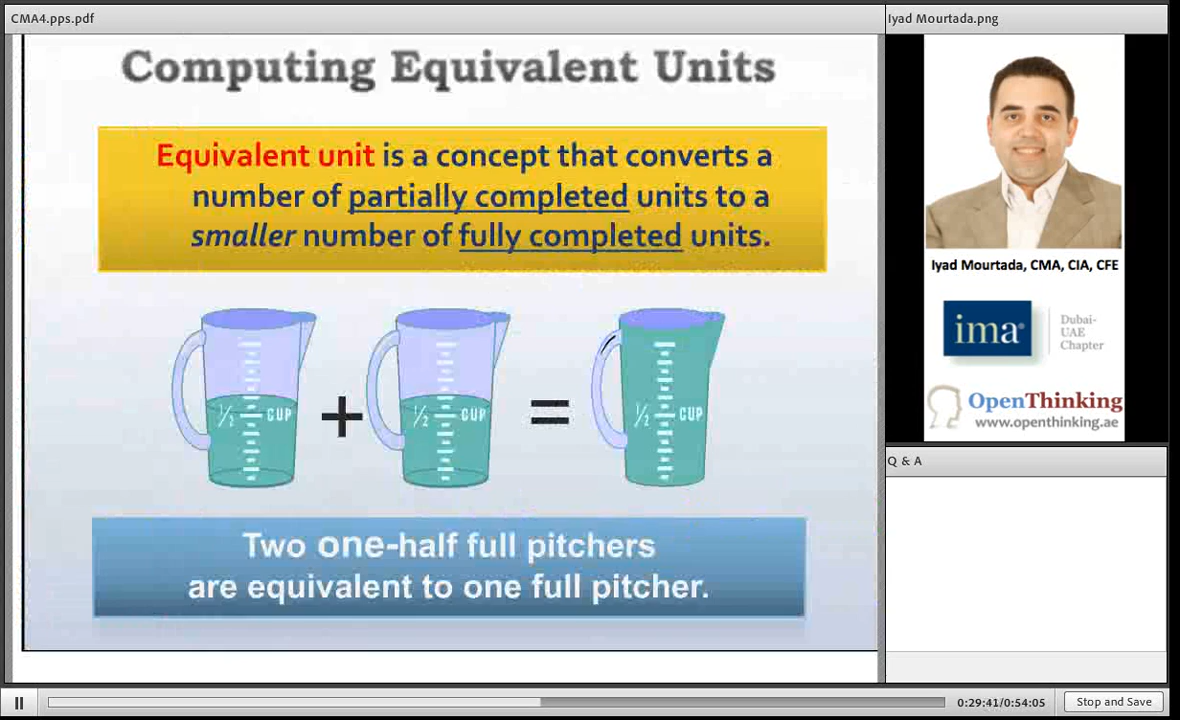 CMA4.pps.pdf
Computing Equivalent Units
Equivalent unit is a concept that converts a
number of partially completed units to a
smaller number of fully completed units.
½ CUP + ½ CUP = ½ CUP
Two one-half full pitchers
are equivalent to one full pitcher.
Iyad Mourtada.png
Iyad Mourtada, CMA, CIA, CFE
ima®
Dubai-
UAE
Chapter
OpenThinking
www.openthinking.ae
Q & A
0:29:41/0:54:05
Stop and Save